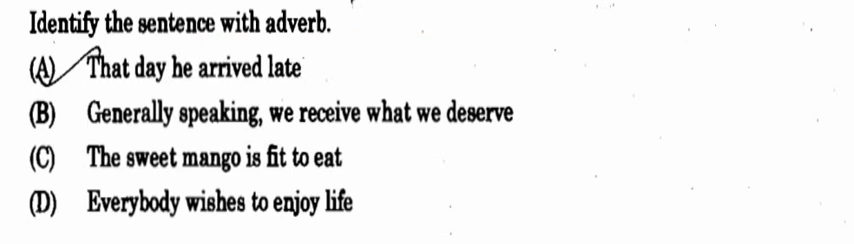 Identify the sentence with adverb.
(A) That day he arrived late
(B) Generally speaking, we receive what we deserve
(C) The sweet mango is fit to eat
(D) Everybody wishes to enjoy life